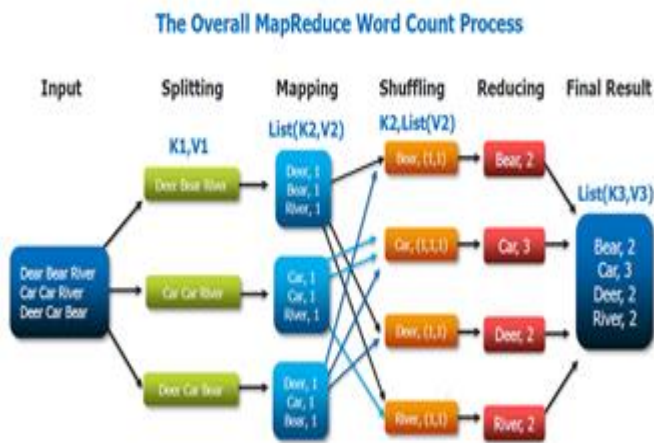 The Overall MapReduce Word Count Process
Input
Splitting
Mapping
Shuffling
Reducing
Final Result
K1,V1
List(K2,V2)
K2,List(V2)
List(K3,V3)
Dear Bear River
Car Car River
Deer Car Bear
Deer Bear River
Car Car River
Deer Car Bear
Deer, 1
Bear, 1
River, 1
Car, 1
Car, 1
River, 1
Deer, 1
Car, 1
Bear, 1
Bear, (1,1)
Car, (1,1,1)
Deer, (1,1)
River, (1,1)
Bear, 2
Car, 3
Deer, 2
River, 2
Bear, 2
Car, 3
Deer, 2
River, 2